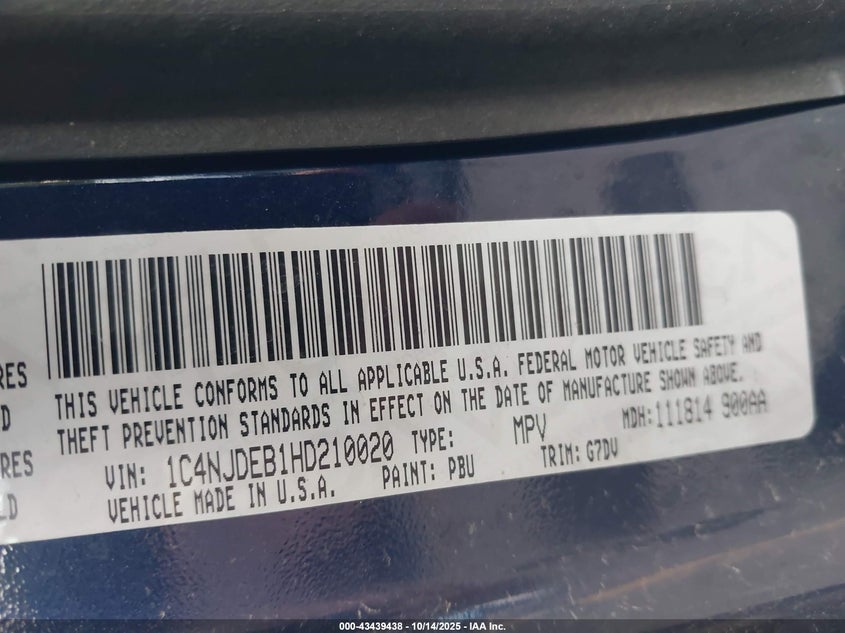 RES
D
RES
LD
THIS VEHICLE CONFORMS TO ALL APPLICABLE U.S.A. FEDERAL MOTOR VEHICLE SAFETY AND
THEFT PREVENTION STANDARDS IN EFFECT ON THE DATE OF MANUFACTURE SHOWN ABOVE.
VIN: 1C4NJDEB1HD210020 TYPE: MPV MDH:111814 900AA
VEHICLE MADE IN U.S.A. PAINT: PBU TRIM: G7DV
000-43439438 - 10/14/2025 - IAA Inc.